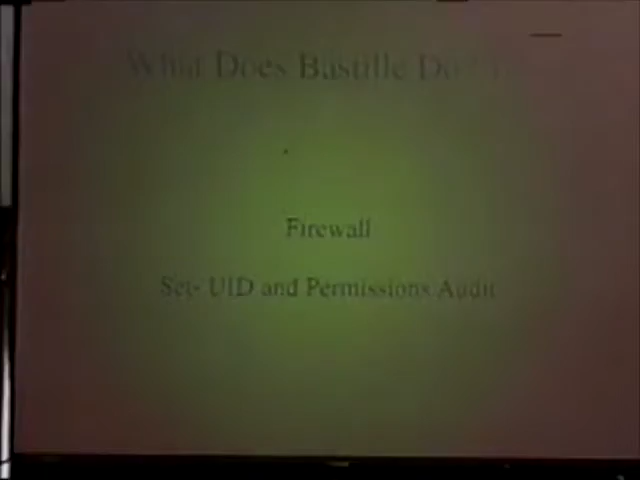 What Does Bastille Do
Firewall
Set- UID and Permissions Audit